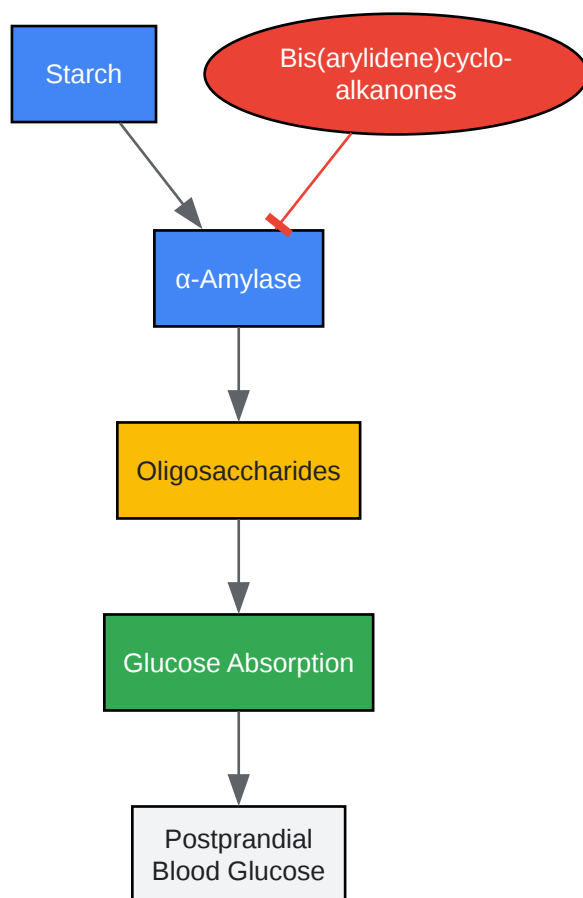 Starch
Bis(arylidene)cyclo-
alkanones
α-Amylase
Oligosaccharides
Glucose Absorption
Postprandial
Blood Glucose